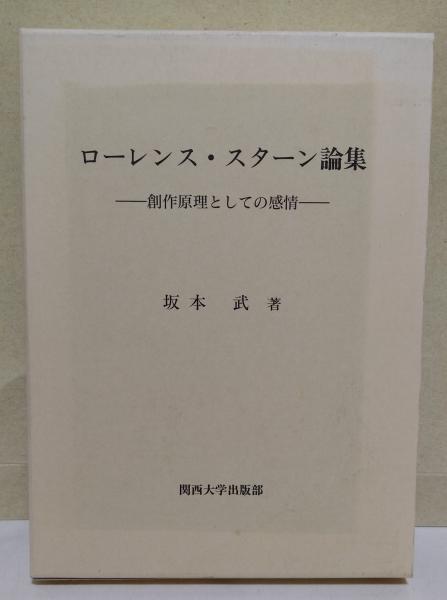 ローレンス・スターン論集
──創作原理としての感情──
坂本 武 著
関西大学出版部